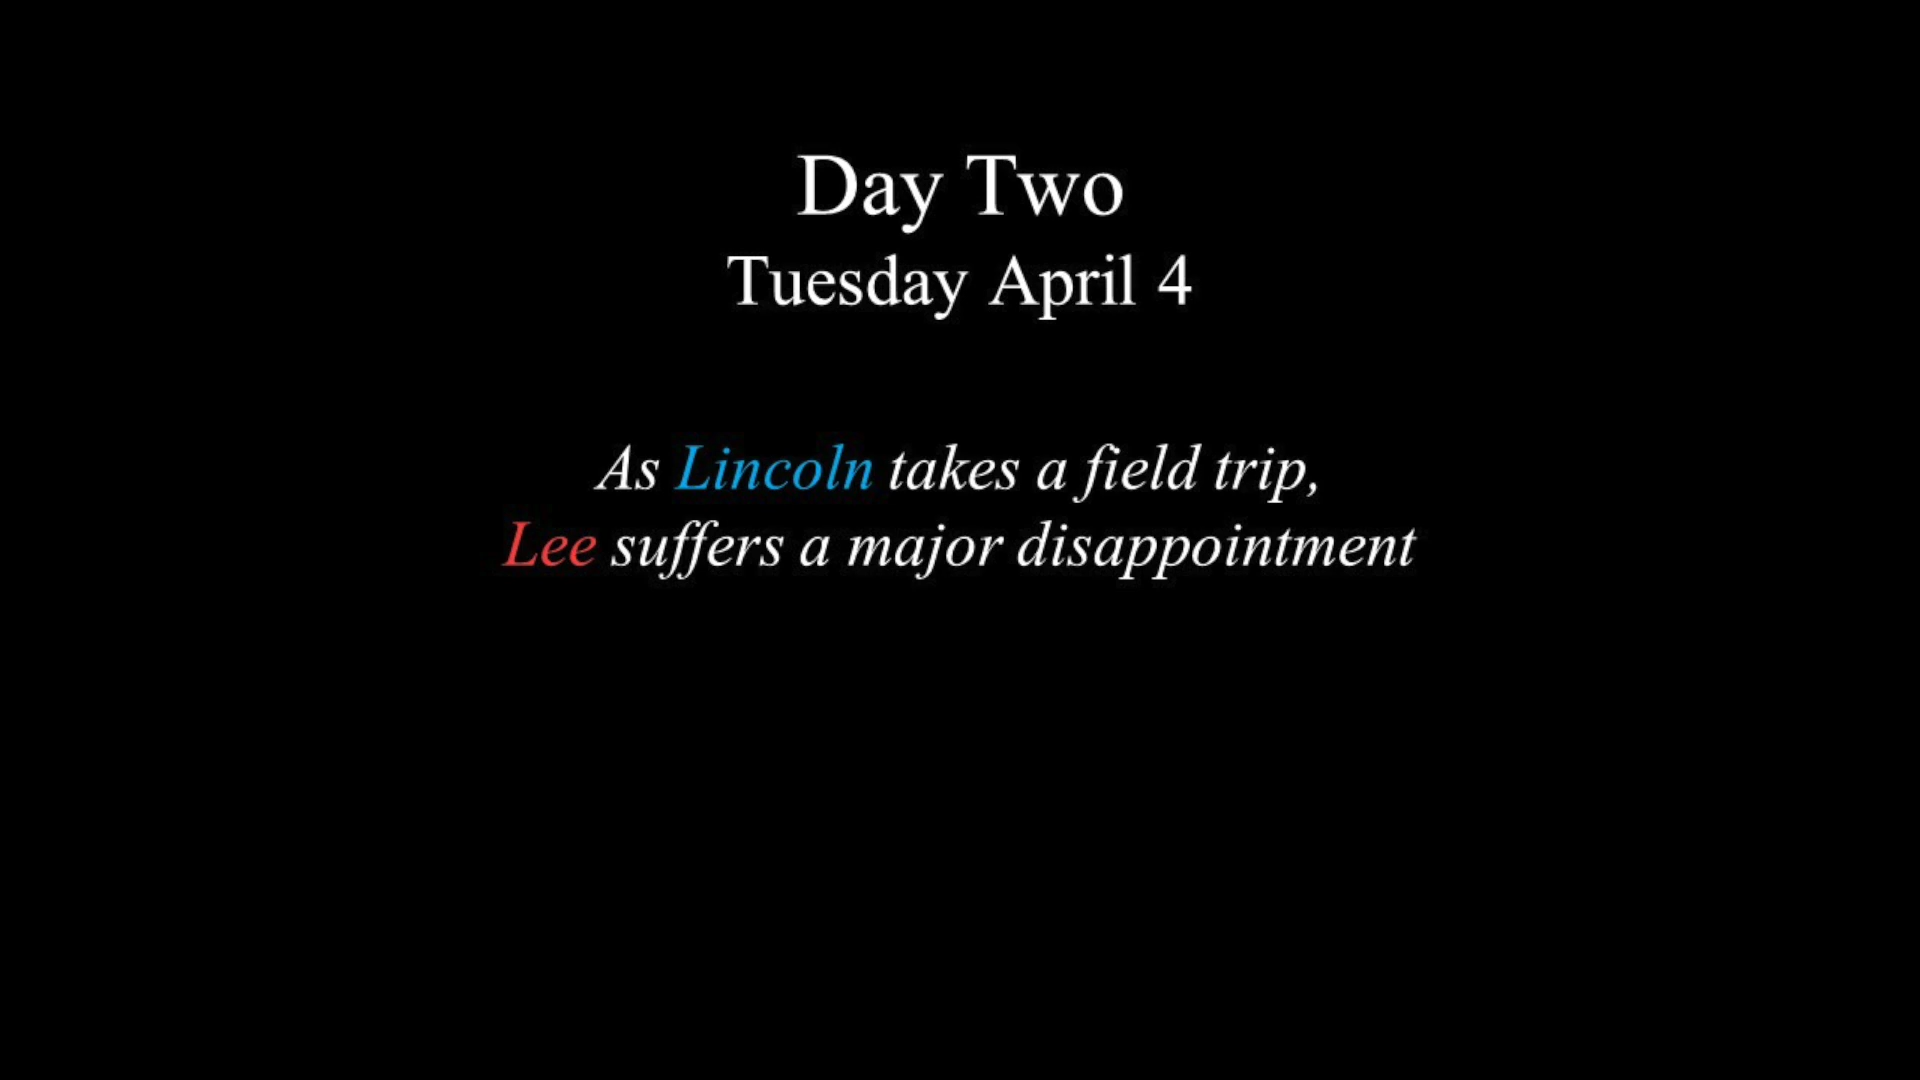 Day Two
Tuesday April 4
As Lincoln takes a field trip,
Lee suffers a major disappointment